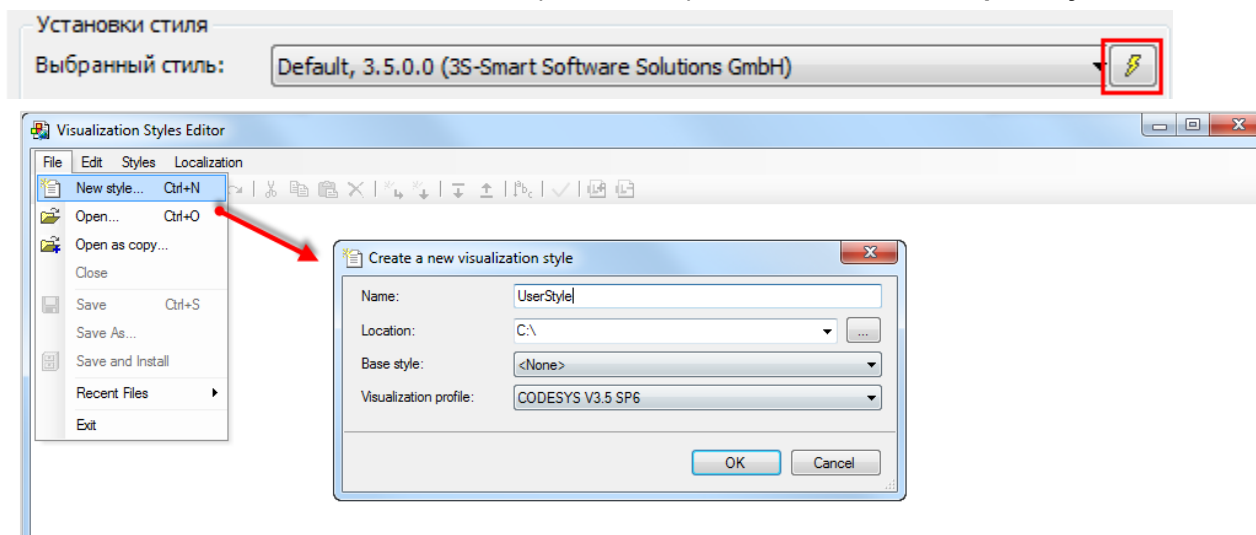 Установки стиля
Выбранный стиль: Default, 3.5.0.0 (3S-Smart Software Solutions GmbH)
Visualization Styles Editor
File Edit Styles Localization
New style... Ctrl+N
Open... Ctrl+O
Open as copy...
Close
Save Ctrl+S
Save As...
Save and Install
Recent Files
Exit
Create a new visualization style
Name: UserStyle
Location: C:\ ...
Base style: <None>
Visualization profile: CODESYS V3.5 SP6
OK Cancel